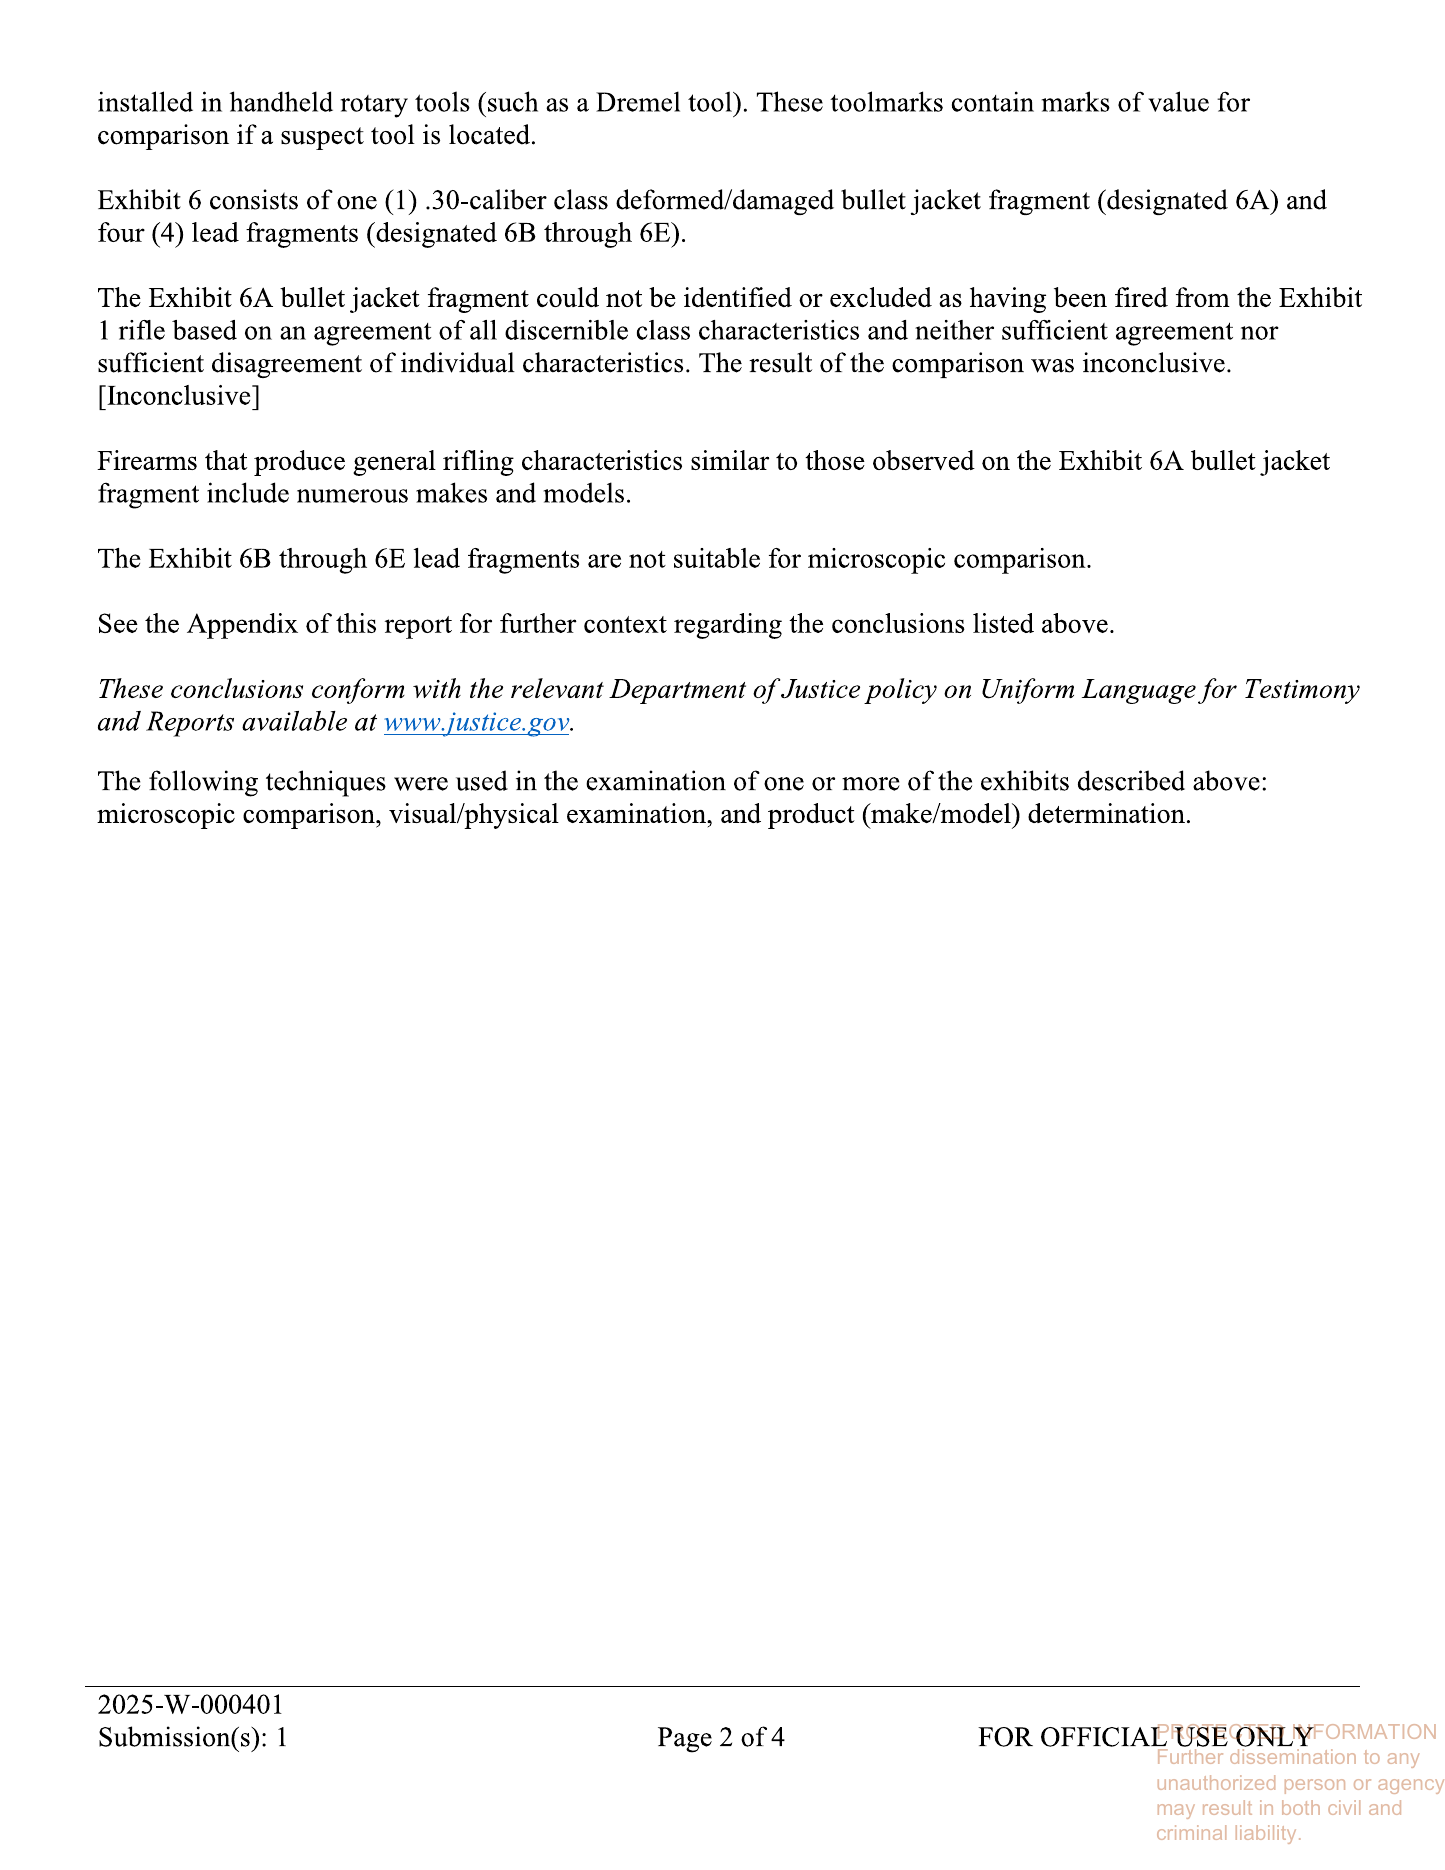 installed in handheld rotary tools (such as a Dremel tool). These toolmarks contain marks of value for
comparison if a suspect tool is located.
Exhibit 6 consists of one (1) .30-caliber class deformed/damaged bullet jacket fragment (designated 6A) and
four (4) lead fragments (designated 6B through 6E).
The Exhibit 6A bullet jacket fragment could not be identified or excluded as having been fired from the Exhibit
1 rifle based on an agreement of all discernible class characteristics and neither sufficient agreement nor
sufficient disagreement of individual characteristics. The result of the comparison was inconclusive.
[Inconclusive]
Firearms that produce general rifling characteristics similar to those observed on the Exhibit 6A bullet jacket
fragment include numerous makes and models.
The Exhibit 6B through 6E lead fragments are not suitable for microscopic comparison.
See the Appendix of this report for further context regarding the conclusions listed above.
These conclusions conform with the relevant Department of Justice policy on Uniform Language for Testimony
and Reports available at www.justice.gov.
The following techniques were used in the examination of one or more of the exhibits described above:
microscopic comparison, visual/physical examination, and product (make/model) determination.
2025-W-000401
Submission(s): 1 Page 2 of 4 FOR OFFICIAL USE ONLY
PROTECTED INFORMATION
Further dissemination to any
unauthorized person or agency
may result in both civil and
criminal liability.